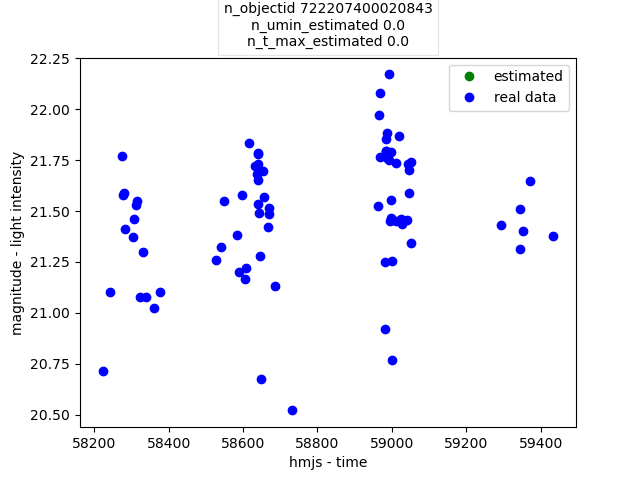 n_objectid 722207400020843
n_umin_estimated 0.0
n_t_max_estimated 0.0
22.25
22.00
21.75
21.50
21.25
21.00
20.75
20.50
magnitude - light intensity
estimated
real data
58200 58400 58600 58800 59000 59200 59400
hmjs - time